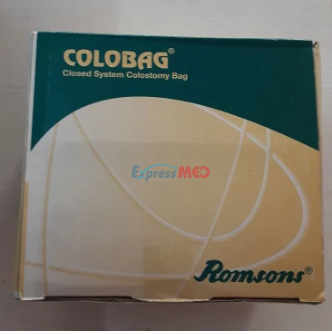 COLOBAG®
Closed System Colostomy Bag
ExpressMED
Romsons®